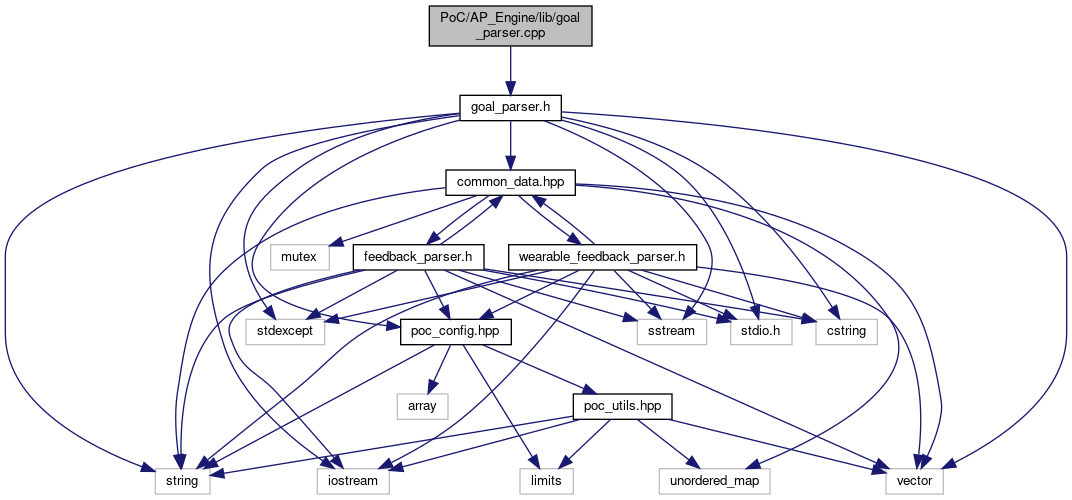 PoC/AP_Engine/lib/goal
_parser.cpp
goal_parser.h
common_data.hpp
mutex
feedback_parser.h
wearable_feedback_parser.h
stdexcept
poc_config.hpp
sstream
stdio.h
cstring
array
poc_utils.hpp
string
iostream
limits
unordered_map
vector